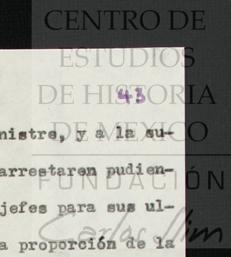 CENTRO DE
ESTUDIOS
DE HISTORIA
43
DE MEXICO
nistre, y a la su-
arrestaren pudien-
FUNDACIÓN
jefes para sus ul-
Carlos Slim
a proporción de la